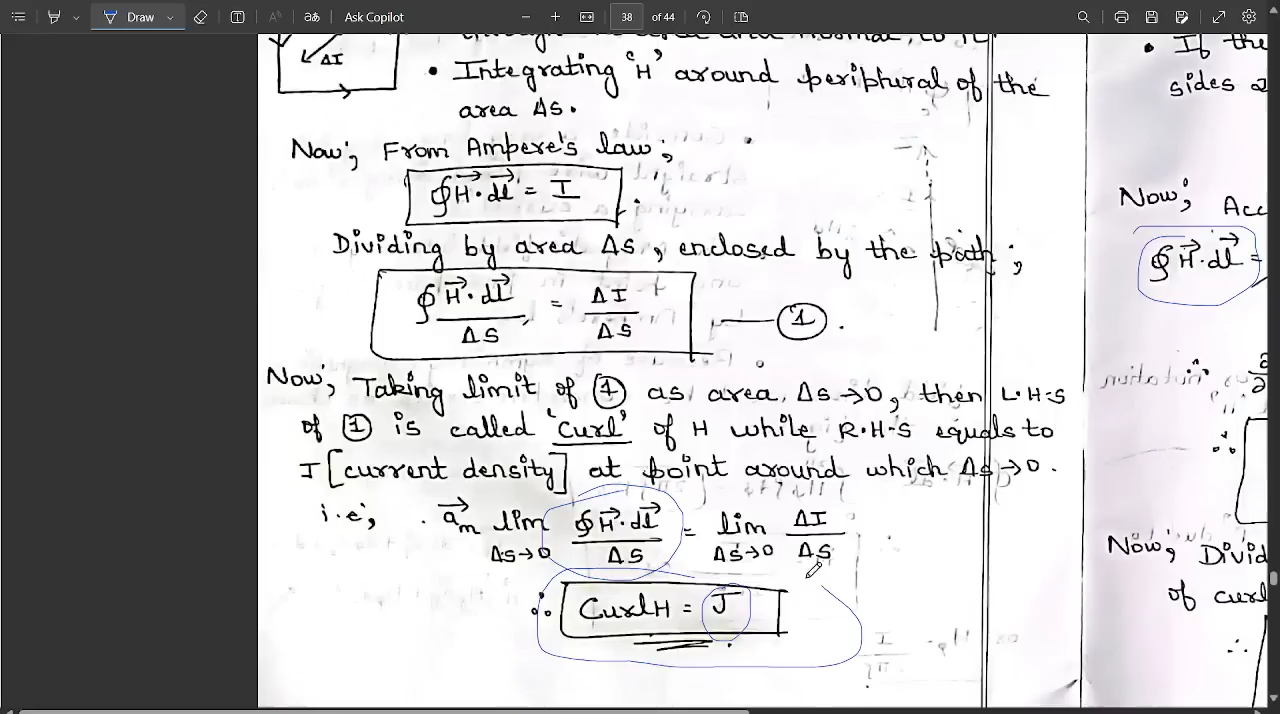 Draw
Ask Copilot
38 of 44
ΔI
• Integrating 'H' around periphural of the
area ΔS.
Now; From Ampere's law;
∮H⃗·dl⃗ = I.
Dividing by area ΔS, enclosed by the path;
∮H⃗·dl⃗ / ΔS = ΔI / ΔS — ①.
Now; Taking limit of ① as area ΔS→0, then L.H.S
of ① is called 'Curl' of H while R.H.S equals to
J [current density] at point around which ΔS→0.
i.e; a⃗m lim ΔS→0 ∮H⃗·dl⃗ / ΔS = lim ΔS→0 ΔI / ΔS
∴ Curl H = J.
• If the
sides
Now; Acc
∮H⃗·dl⃗ =
∴
Now; Divid
of curl
∴